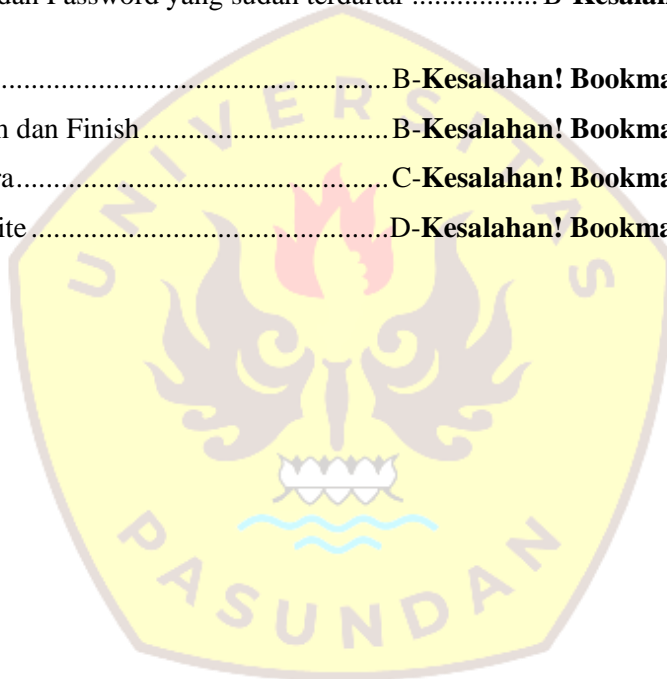 dan Password yang sudah terdaftar ................. B-Kesalahan
.................................................... B-Kesalahan! Bookma
n dan Finish .................................. B-Kesalahan! Bookma
ra................................................... C-Kesalahan! Bookma
ite ................................................D-Kesalahan! Bookma
UNIVERSITAS
PASUNDAN